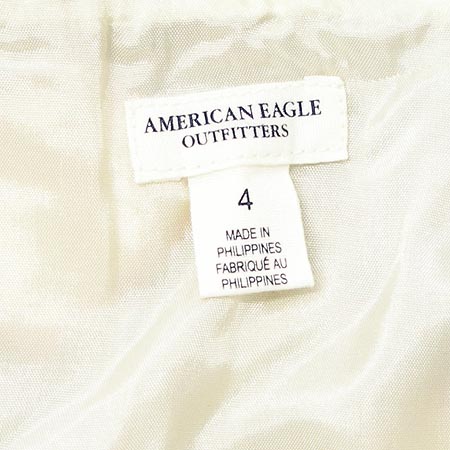 AMERICAN EAGLE
OUTFITTERS
4
MADE IN
PHILIPPINES
FABRIQUÉ AU
PHILIPPINES